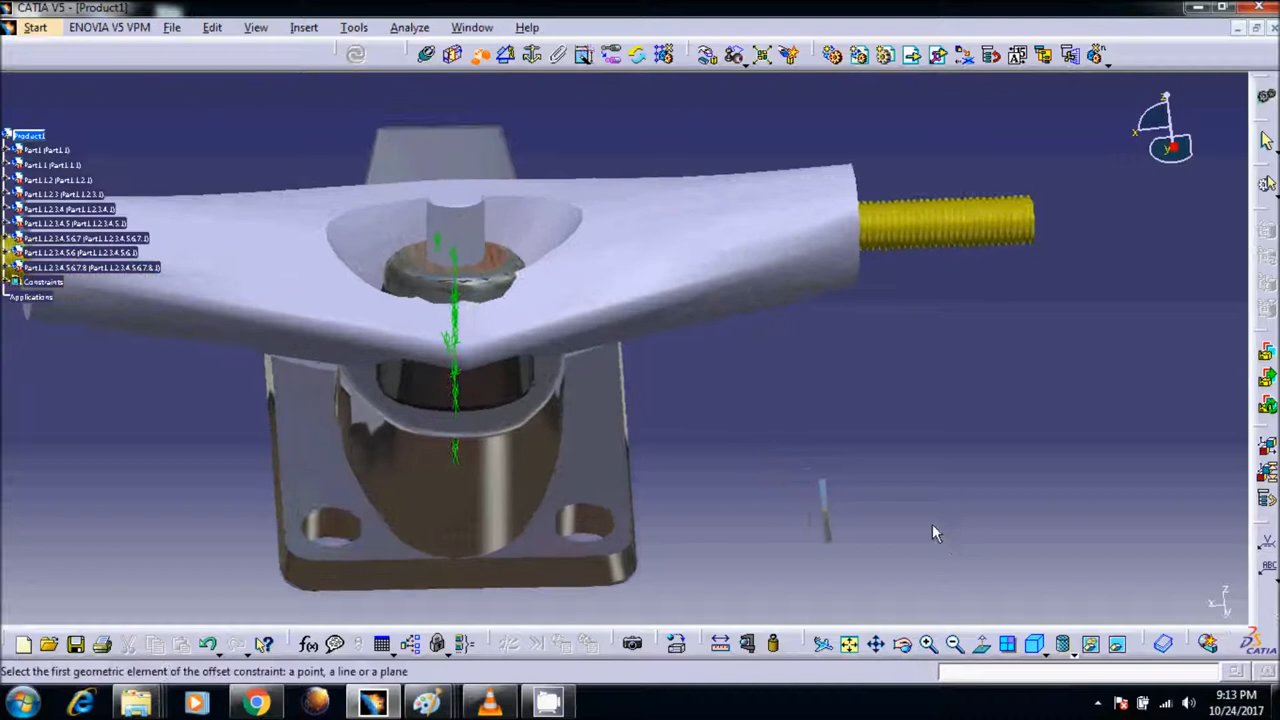 CATIA V5 - [Product1]
Start ENOVIA V5 VPM File Edit View Insert Tools Analyze Window Help
Product1
Part1 (Part1.1)
Part1.1 (Part1.1.1)
Part1.1.2 (Part1.1.2.1)
Part1.1.2.3 (Part1.1.2.3.1)
Part1.1.2.3.4 (Part1.1.2.3.4.1)
Part1.1.2.3.4.5 (Part1.1.2.3.4.5.1)
Part1.1.2.3.4.5.6.7 (Part1.1.2.3.4.5.6.7.1)
Part1.1.2.3.4.5.6 (Part1.1.2.3.4.5.6.1)
Part1.1.2.3.4.5.6.7.8 (Part1.1.2.3.4.5.6.7.8.1)
Constraints
Applications
z
x
y
ABC
z
x
y
f(x)
CATIA
Select the first geometric element of the offset constraint: a point, a line or a plane
9:13 PM
10/24/2017